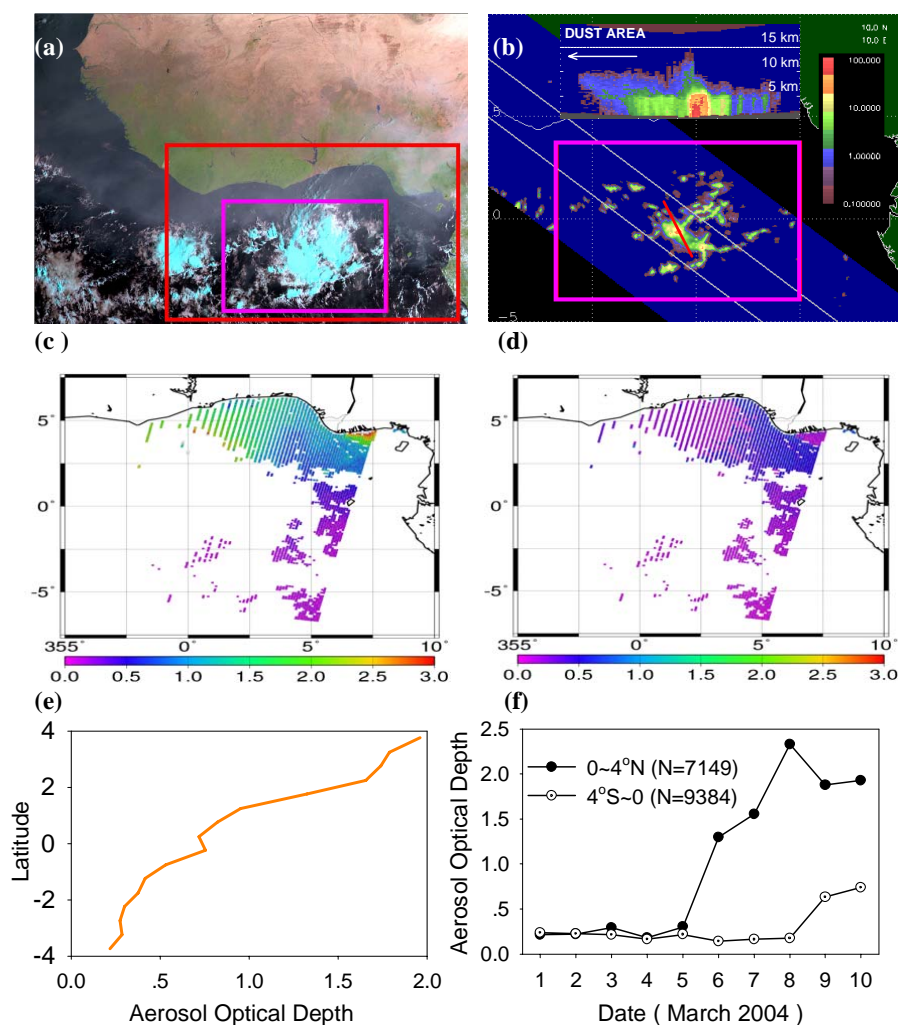 (a)
(b)
DUST AREA
15 km
10 km
5 km
10.0 N
10.0 E
100.000
10.0000
1.00000
0.100000
5
0
-5
(c )
(d)
5°
0°
-5°
355
0°
5°
10°
0.0 0.5 1.0 1.5 2.0 2.5 3.0
5°
0°
-5°
355
0°
5°
10°
0.0 0.5 1.0 1.5 2.0 2.5 3.0
(e)
4
2
0
-2
-4
Latitude
0.0 .5 1.0 1.5 2.0
Aerosol Optical Depth
(f)
2.5
2.0
1.5
1.0
.5
0.0
Aerosol Optical Depth
0~4°N (N=7149)
4°S~0 (N=9384)
1 2 3 4 5 6 7 8 9 10
Date ( March 2004 )